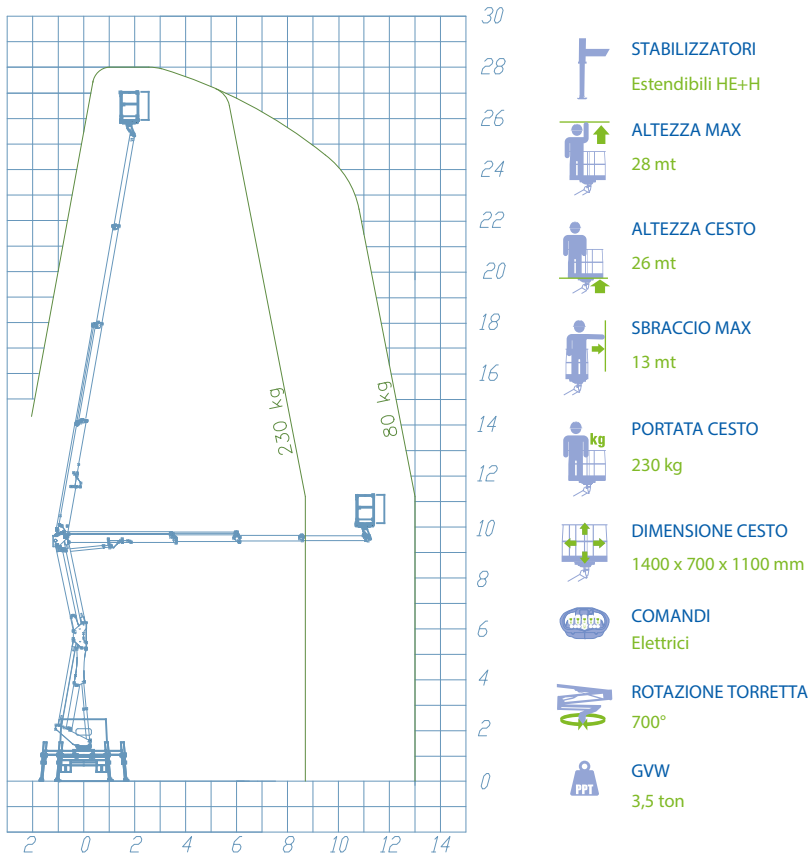 30
28
26
24
22
20
18
16
14
12
10
8
6
4
2
0
2 0 2 4 6 8 10 12 14
230 kg
80 kg
STABILIZZATORI
Estendibili HE+H
ALTEZZA MAX
28 mt
ALTEZZA CESTO
26 mt
SBRACCIO MAX
13 mt
kg
PORTATA CESTO
230 kg
DIMENSIONE CESTO
1400 x 700 x 1100 mm
COMANDI
Elettrici
ROTAZIONE TORRETTA
700°
PPT
GVW
3,5 ton